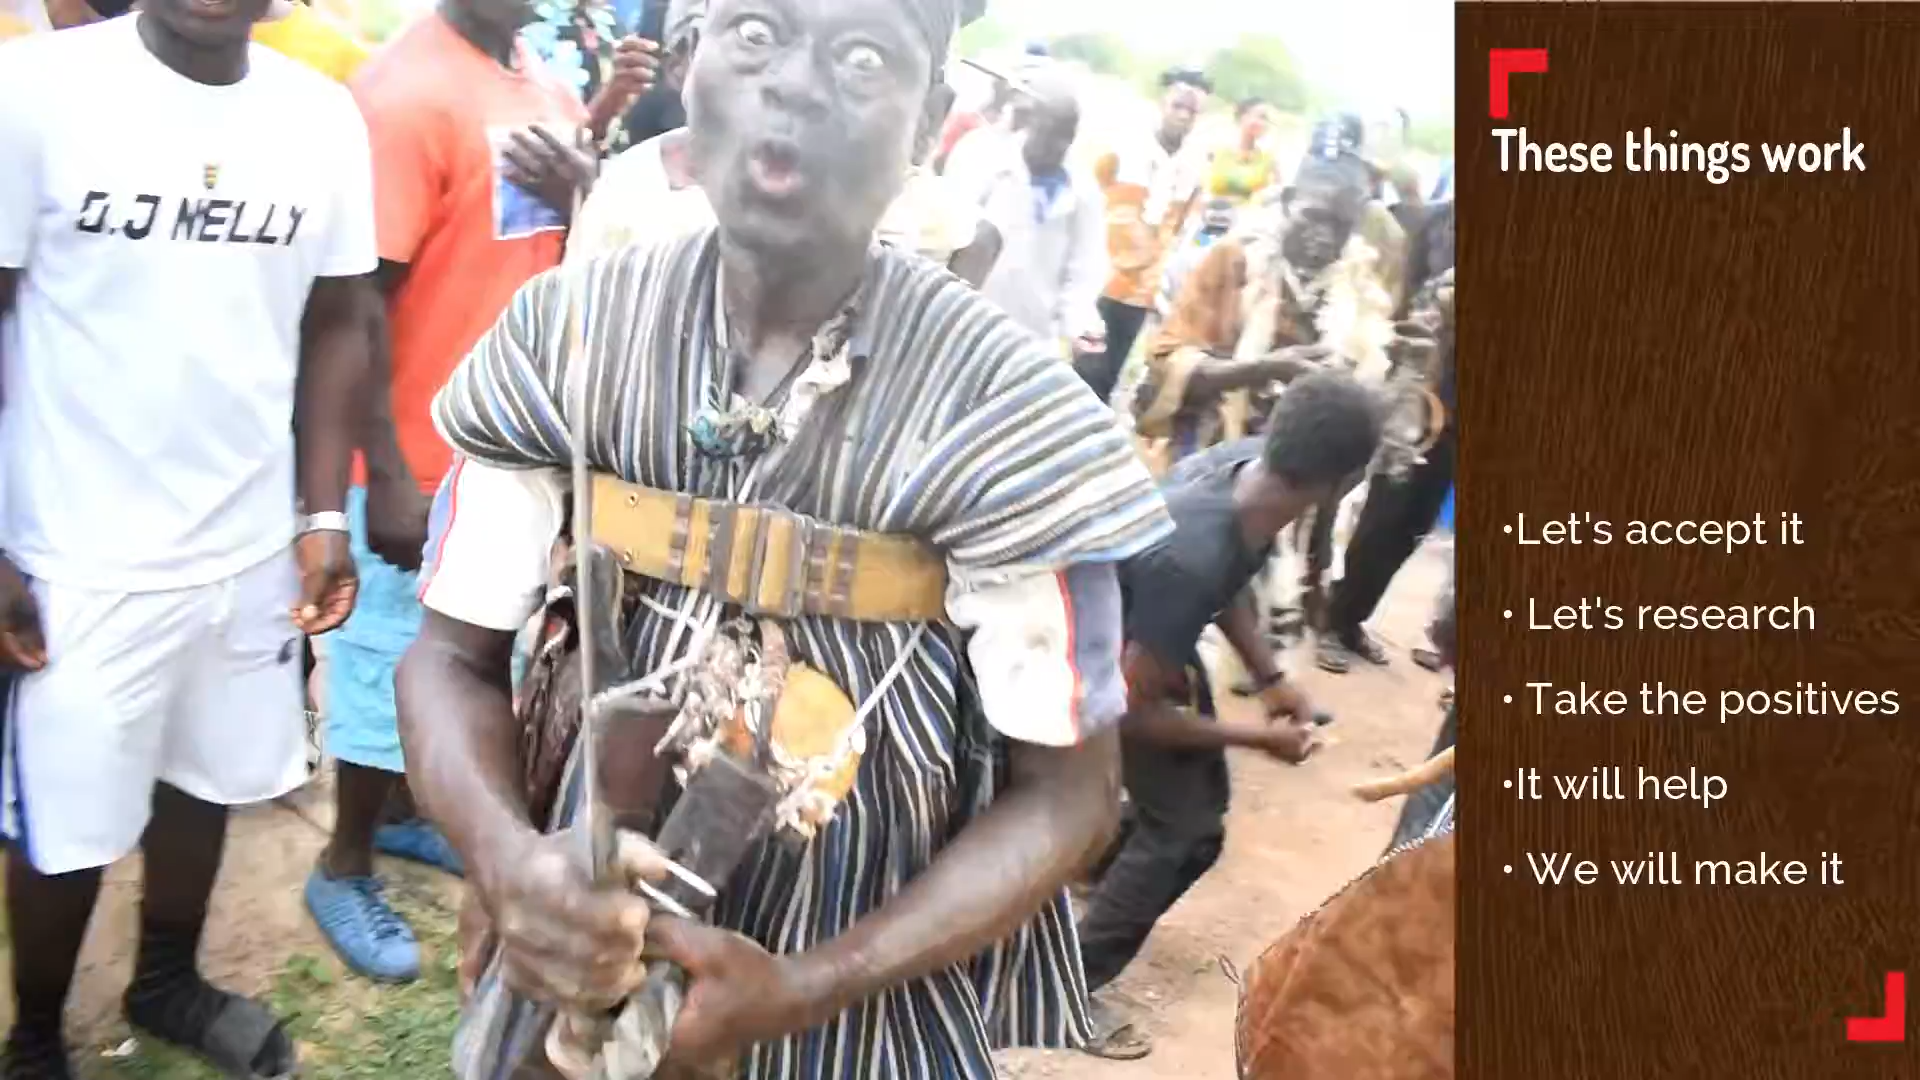 D.J NELLY
These things work
•Let's accept it
• Let's research
• Take the positives
•It will help
• We will make it